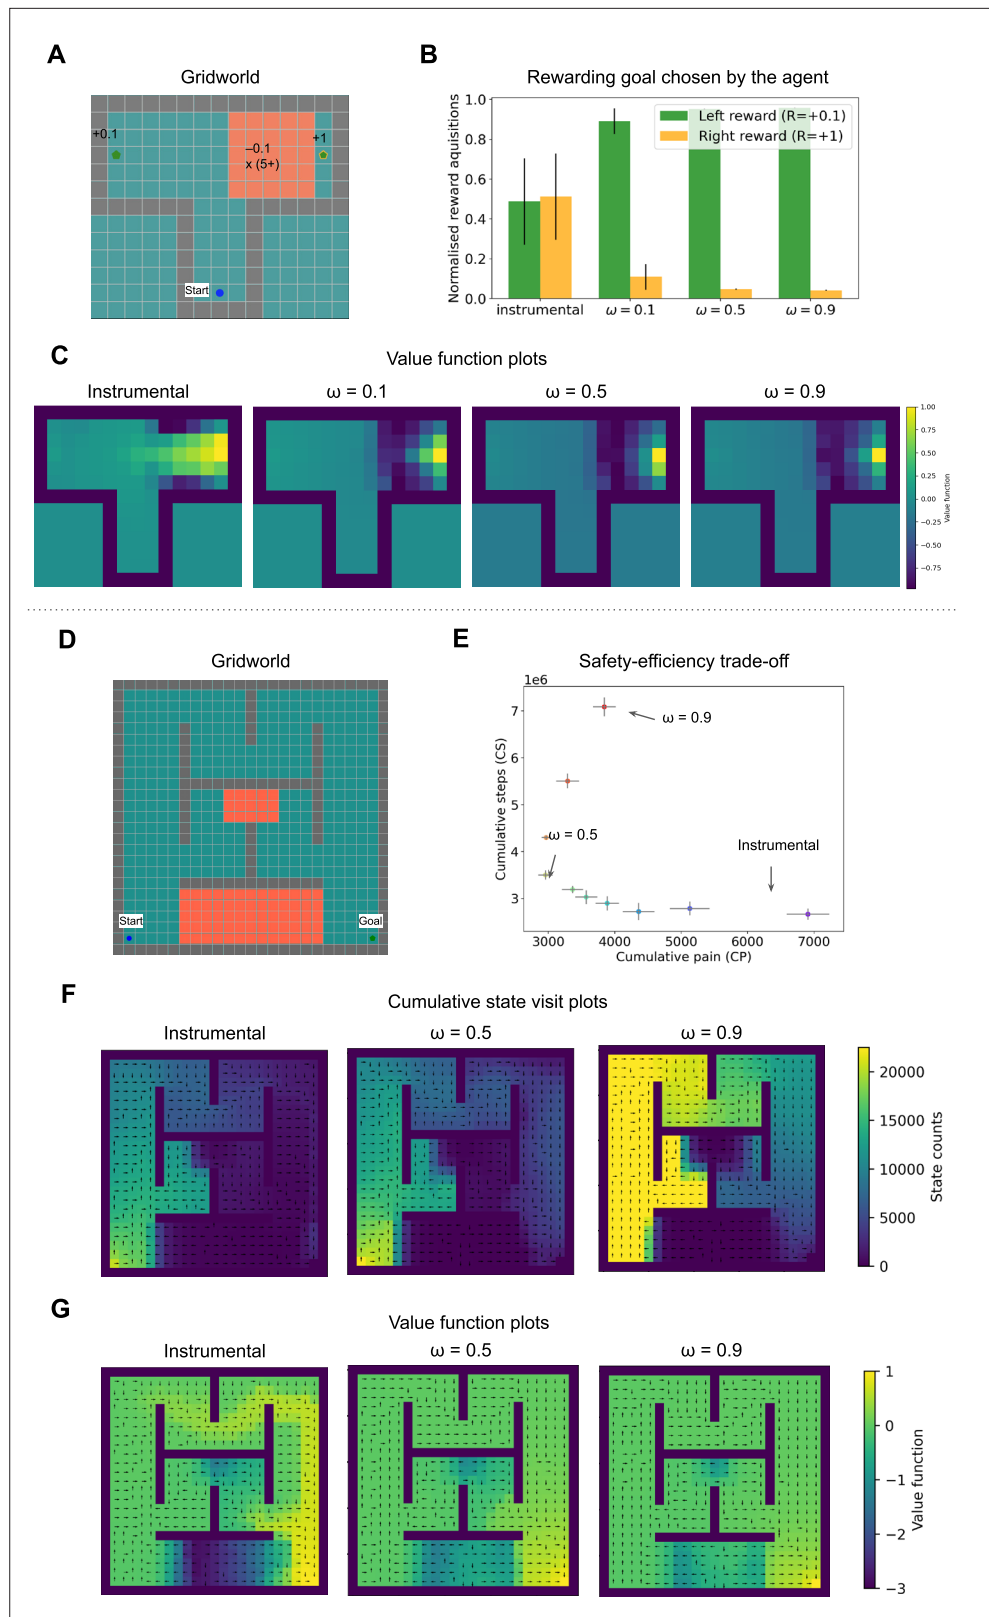 A
Gridworld
+0.1
−0.1
x (5+)
+1
Start
B
Rewarding goal chosen by the agent
Normalised reward aquisitions
1.0
0.8
0.6
0.4
0.2
0.0
Left reward (R=+0.1)
Right reward (R=+1)
instrumental
ω = 0.1
ω = 0.5
ω = 0.9
C
Value function plots
Instrumental
ω = 0.1
ω = 0.5
ω = 0.9
1.00
0.75
0.50
0.25
0.00
−0.25
−0.50
−0.75
Value function
D
Gridworld
Start
Goal
E
Safety-efficiency trade-off
1e6
Cumulative steps (CS)
7
6
5
4
3
ω = 0.9
ω = 0.5
Instrumental
3000
4000
5000
6000
7000
Cumulative pain (CP)
F
Cumulative state visit plots
Instrumental
ω = 0.5
ω = 0.9
20000
15000
10000
5000
0
State counts
G
Value function plots
Instrumental
ω = 0.5
ω = 0.9
1
0
−1
−2
−3
Value function